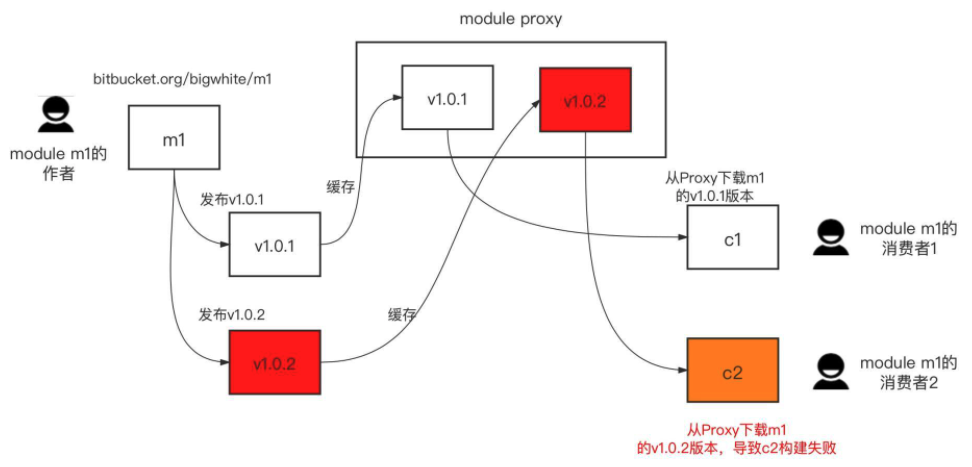 module proxy
bitbucket.org/bigwhite/m1
m1
module m1的
作者
v1.0.1
v1.0.2
缓存
发布v1.0.1
v1.0.1
从Proxy下载m1
的v1.0.1版本
c1
module m1的
消费者1
发布v1.0.2
缓存
v1.0.2
c2
module m1的
消费者2
从Proxy下载m1
的v1.0.2版本，导致c2构建失败